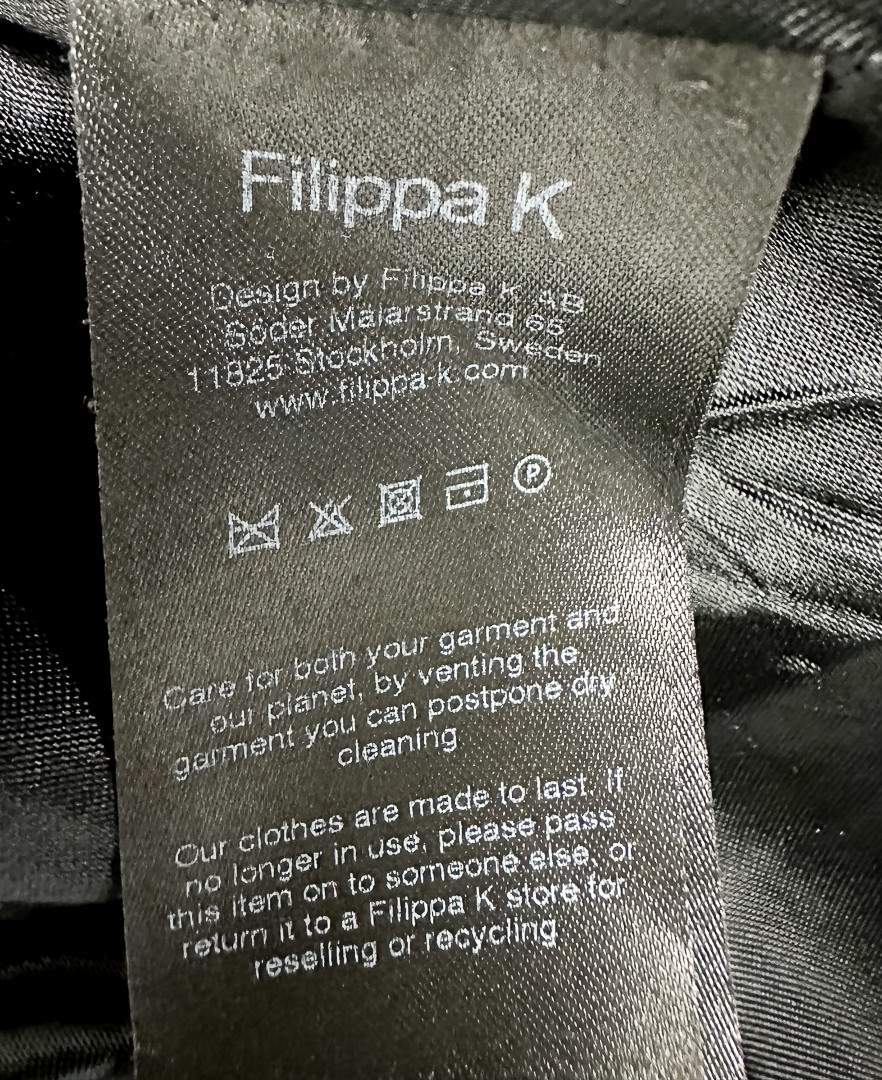 Filippa K
Design by Filippa K AB
Söder Mälarstrand 65
11825 Stockholm, Sweden
www.filippa-k.com
P
Care for both your garment and
our planet, by venting the
garment you can postpone dry
cleaning
Our clothes are made to last. If
no longer in use, please pass
this item on to someone else, or
return it to a Filippa K store for
reselling or recycling